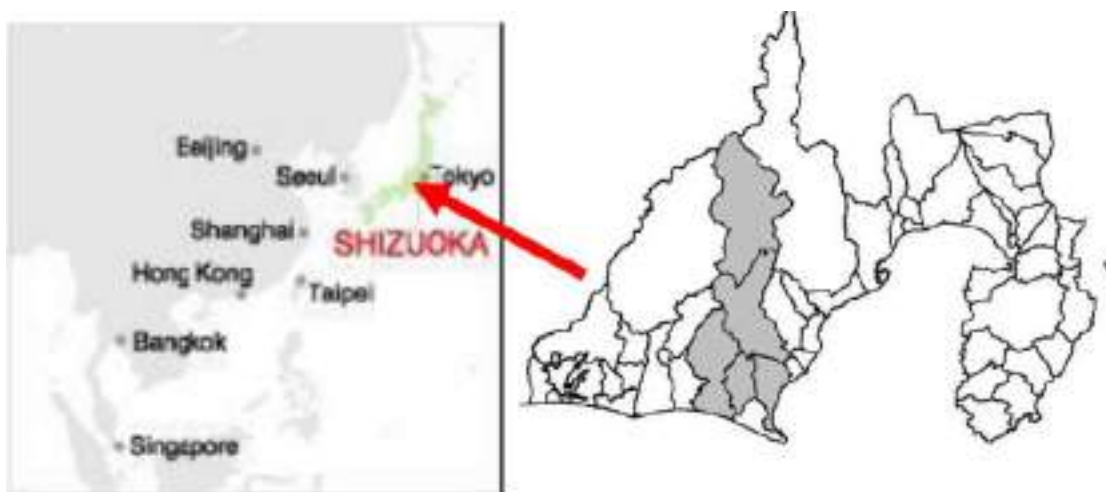 Beijing
Seoul
Tokyo
Shanghai
SHIZUOKA
Hong Kong
Taipei
Bangkok
Singapore